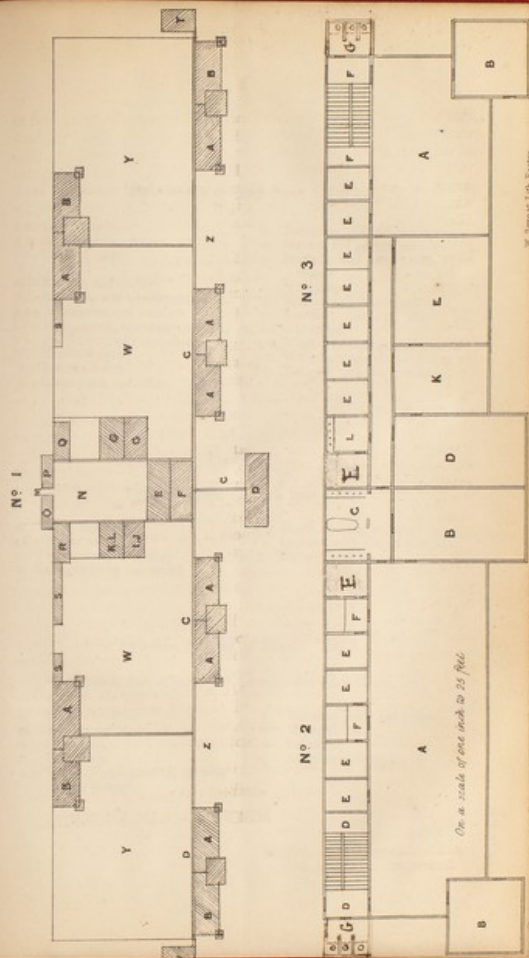 Nº 1
O M P
B A S S R Q S A B
K.L N G
Y W I.J E W Y
F
T
D C C
B A Z A A C A A Z A B
D
Nº 2 Nº 3
G D D E E F E E F E E L E E E E E E E F F G
C
A A
B D K E
B B
On a scale of one inch to 25 feet